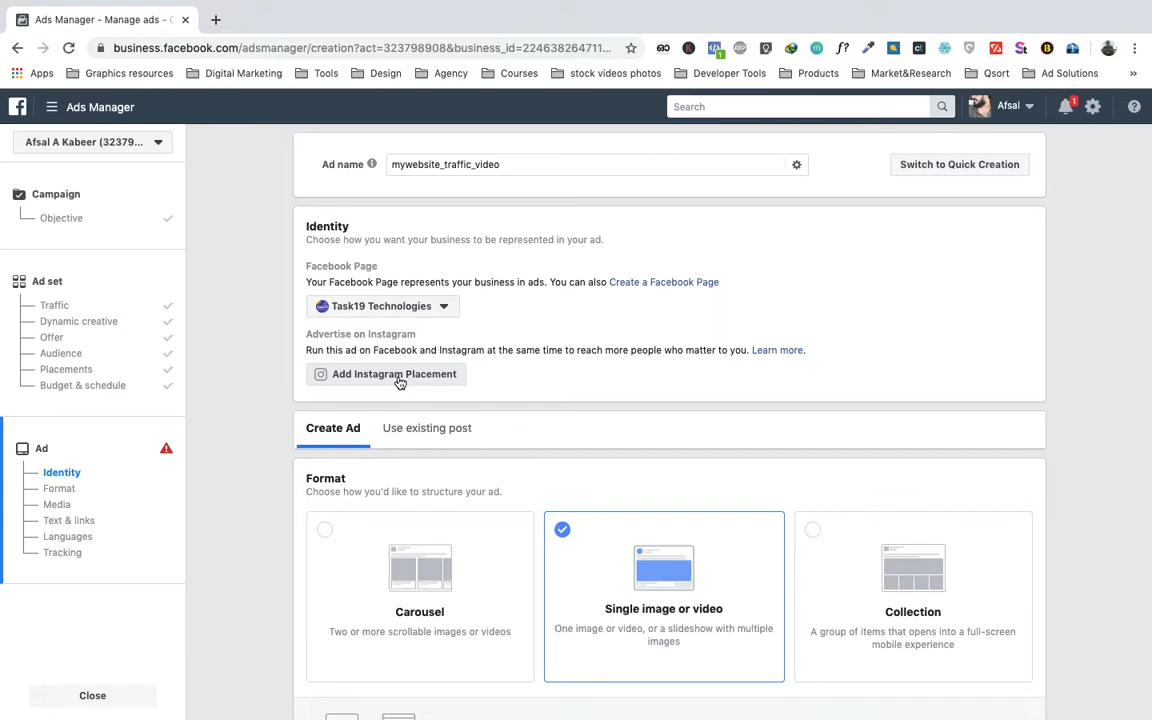 Ads Manager - Manage ads - C
business.facebook.com/adsmanager/creation?act=323798908&business_id=224638264711...
Apps
Graphics resources
Digital Marketing
Tools
Design
Agency
Courses
stock videos photos
Developer Tools
Products
Market&Research
Qsort
Ad Solutions
»
Ads Manager
Search
Afsal
1
Afsal A Kabeer (32379...
Campaign
Objective
Ad set
Traffic
Dynamic creative
Offer
Audience
Placements
Budget & schedule
Ad
Identity
Format
Media
Text & links
Languages
Tracking
Close
Ad name
mywebsite_traffic_video
Switch to Quick Creation
Identity
Choose how you want your business to be represented in your ad.
Facebook Page
Your Facebook Page represents your business in ads. You can also Create a Facebook Page
Task19 Technologies
Advertise on Instagram
Run this ad on Facebook and Instagram at the same time to reach more people who matter to you. Learn more.
Add Instagram Placement
Create Ad
Use existing post
Format
Choose how you'd like to structure your ad.
Carousel
Two or more scrollable images or videos
Single image or video
One image or video, or a slideshow with multiple
images
Collection
A group of items that opens into a full-screen
mobile experience